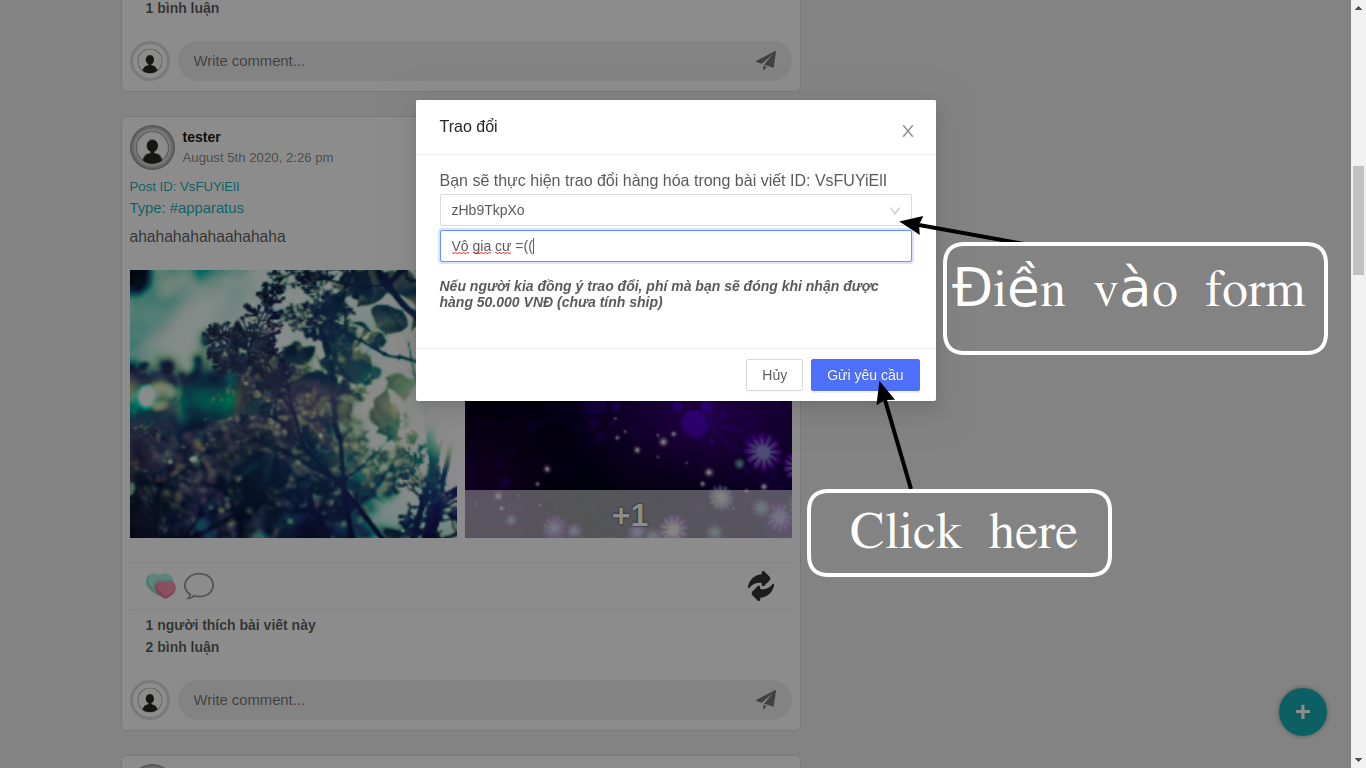 1 bình luận
Write comment...
Trao đổi
tester
August 5th 2020, 2:26 pm
Post ID: VsFUYiElI
Type: #apparatus
ahahahahahaahahaha
Bạn sẽ thực hiện trao đổi hàng hóa trong bài viết ID: VsFUYiElI
zHb9TkpXo
Vô gia cư =((
Nếu người kia đồng ý trao đổi, phí mà bạn sẽ đóng khi nhận được
hàng 50.000 VNĐ (chưa tính ship)
Điền vào form
Hủy
Gửi yêu cầu
+1
Click here
1 người thích bài viết này
2 bình luận
Write comment...
+